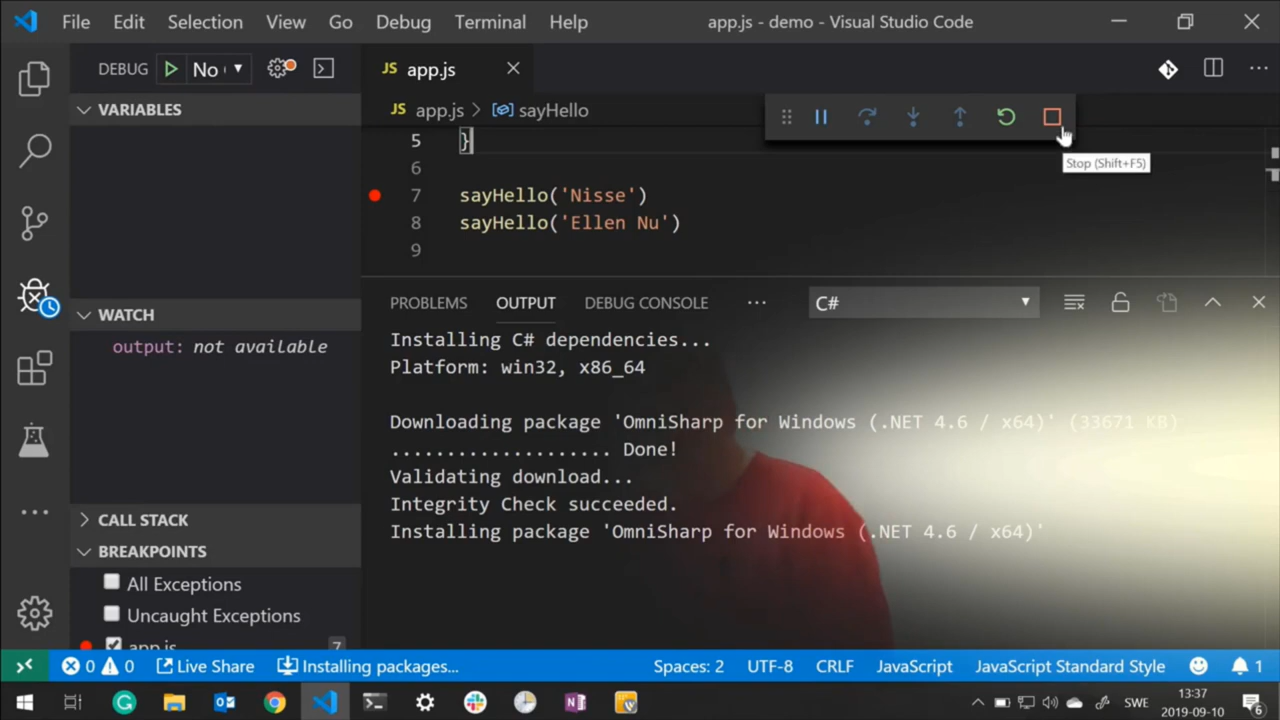 File Edit Selection View Go Debug Terminal Help
app.js - demo - Visual Studio Code
DEBUG No
JS app.js
VARIABLES
JS app.js > sayHello
5 }
6
7 sayHello('Nisse')
8 sayHello('Ellen Nu')
9
Stop (Shift+F5)
WATCH
output: not available
CALL STACK
BREAKPOINTS
All Exceptions
Uncaught Exceptions
app.js 7
PROBLEMS OUTPUT DEBUG CONSOLE ··· C#
Installing C# dependencies...
Platform: win32, x86_64
Downloading package 'OmniSharp for Windows (.NET 4.6 / x64)' (33671 KB)
.................... Done!
Validating download...
Integrity Check succeeded.
Installing package 'OmniSharp for Windows (.NET 4.6 / x64)'
0 0 Live Share Installing packages... Spaces: 2 UTF-8 CRLF JavaScript JavaScript Standard Style 1
SWE
13:37
2019-09-10
6